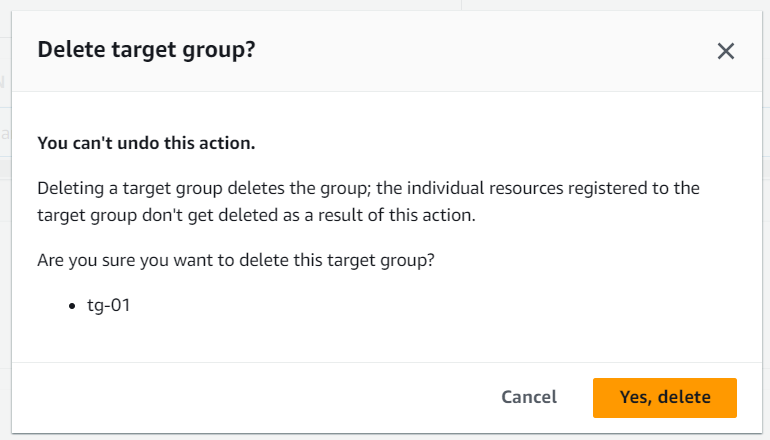 Delete target group?
You can't undo this action.
Deleting a target group deletes the group; the individual resources registered to the
target group don't get deleted as a result of this action.
Are you sure you want to delete this target group?
• tg-01
Cancel
Yes, delete